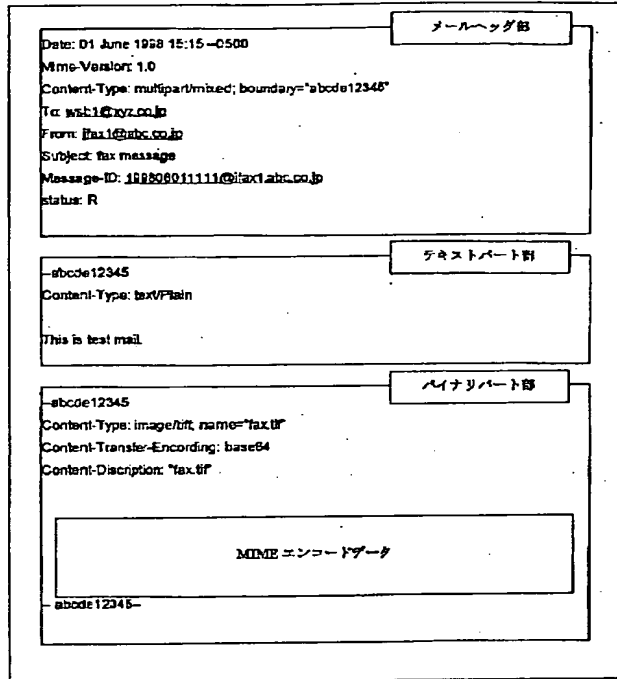 メールヘッダ部
Date: 01 June 1998 15:15 –0500
Mime-Version: 1.0
Content-Type: multipart/mixed; boundary="abcde12345"
To: wsb1@xyz.co.jp
From: ifax1@abc.co.jp
Subject: fax message
Message-ID: 199806011111@ifax1.abc.co.jp
status: R
テキストパート部
–abcde12345
Content-Type: text/Plain
This is test mail.
バイナリパート部
–abcde12345
Content-Type: image/tiff; name="fax.tif"
Content-Transfer-Encording: base64
Content-Discription: "fax.tif"
MIME エンコードデータ
– abcde12345–